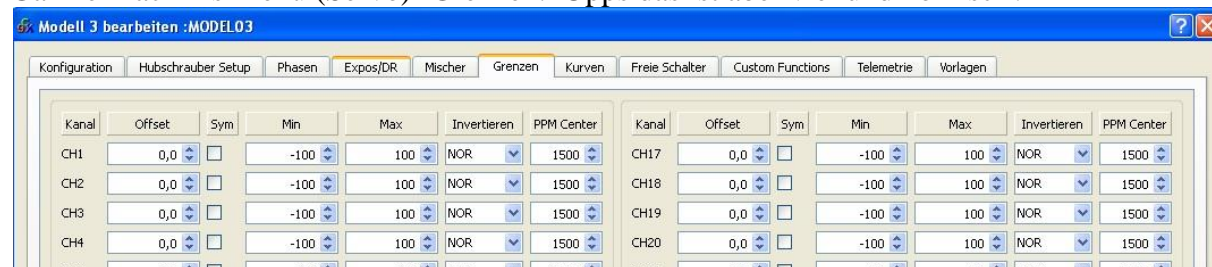 Modell 3 bearbeiten :MODEL03
Konfiguration Hubschrauber Setup Phasen Expos/DR Mischer Grenzen Kurven Freie Schalter Custom Functions Telemetrie Vorlagen
Kanal Offset Sym Min Max Invertieren PPM Center Kanal Offset Sym Min Max Invertieren PPM Center
CH1 0,0 -100 100 NOR 1500 CH17 0,0 -100 100 NOR 1500
CH2 0,0 -100 100 NOR 1500 CH18 0,0 -100 100 NOR 1500
CH3 0,0 -100 100 NOR 1500 CH19 0,0 -100 100 NOR 1500
CH4 0,0 -100 100 NOR 1500 CH20 0,0 -100 100 NOR 1500